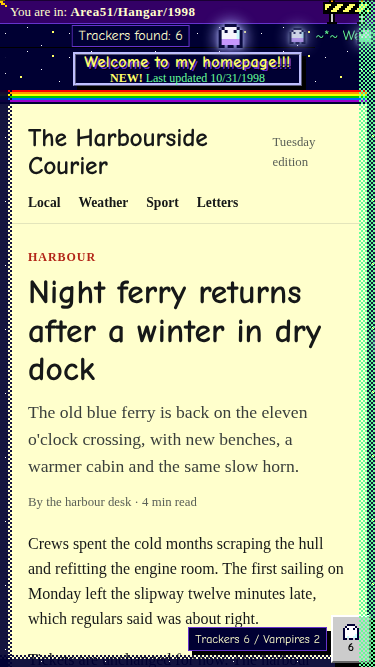 You are in: Area51/Hangar/1998
Trackers found: 6
~*~ We
Welcome to my homepage!!!
NEW! Last updated 10/31/1998
The Harbourside Courier
Tuesday edition
Local Weather Sport Letters
HARBOUR
Night ferry returns
after a winter in dry
dock
The old blue ferry is back on the eleven
o'clock crossing, with new benches, a
warmer cabin and the same slow horn.
By the harbour desk · 4 min read
Crews spent the cold months scraping the hull
and refitting the engine room. The first sailing on
Monday left the slipway twelve minutes late,
which regulars said was about right.
Trackers 6 / Vampires 2
6
Tickets